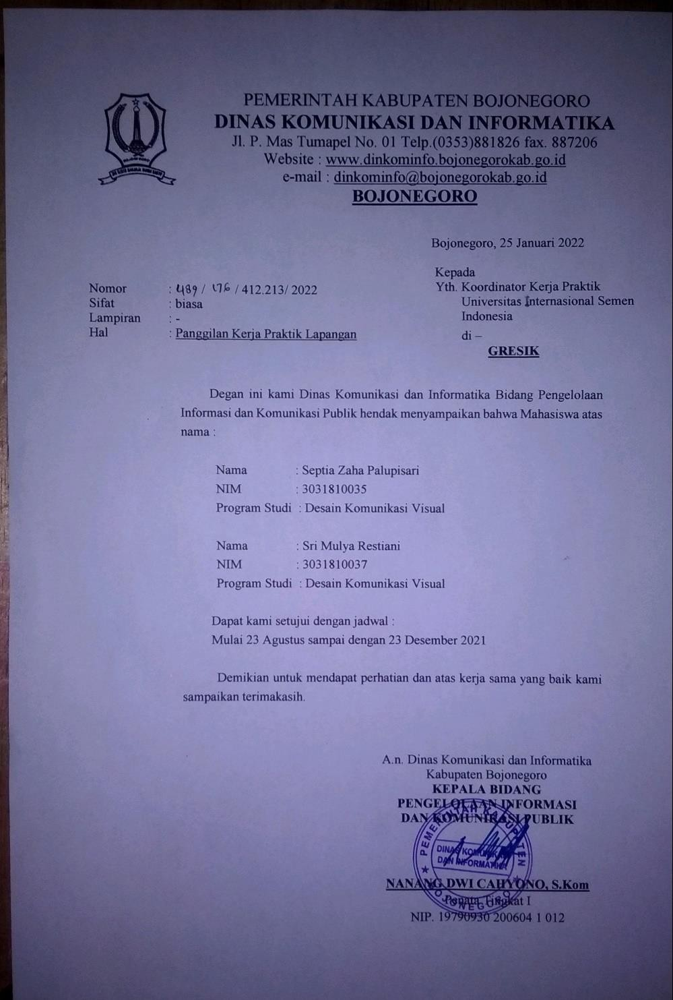 PEMERINTAH KABUPATEN BOJONEGORO
DINAS KOMUNIKASI DAN INFORMATIKA
Jl. P. Mas Tumapel No. 01 Telp.(0353)881826 fax. 887206
Website : www.dinkominfo.bojonegorokab.go.id
e-mail : dinkominfo@bojonegorokab.go.id
BOJONEGORO
BOJONEGORO
Bojonegoro, 25 Januari 2022
Kepada
Yth. Koordinator Kerja Praktik
Universitas Internasional Semen
Indonesia
di –
GRESIK
Nomor : 489 / 176 / 412.213/ 2022
Sifat : biasa
Lampiran : -
Hal : Panggilan Kerja Praktik Lapangan
Degan ini kami Dinas Komunikasi dan Informatika Bidang Pengelolaan
Informasi dan Komunikasi Publik hendak menyampaikan bahwa Mahasiswa atas
nama :
Nama : Septia Zaha Palupisari
NIM : 3031810035
Program Studi : Desain Komunikasi Visual
Nama : Sri Mulya Restiani
NIM : 3031810037
Program Studi : Desain Komunikasi Visual
Dapat kami setujui dengan jadwal :
Mulai 23 Agustus sampai dengan 23 Desember 2021
Demikian untuk mendapat perhatian dan atas kerja sama yang baik kami
sampaikan terimakasih.
A.n. Dinas Komunikasi dan Informatika
Kabupaten Bojonegoro
KEPALA BIDANG
PENGELOLAAN INFORMASI
DAN KOMUNIKASI PUBLIK
PEMERINTAH KABUPATEN
DINAS KOMUNIKASI
DAN INFORMATIKA
BOJONEGORO
NANANG DWI CAHYONO, S.Kom
Penata Tingkat I
NIP. 19790930 200604 1 012